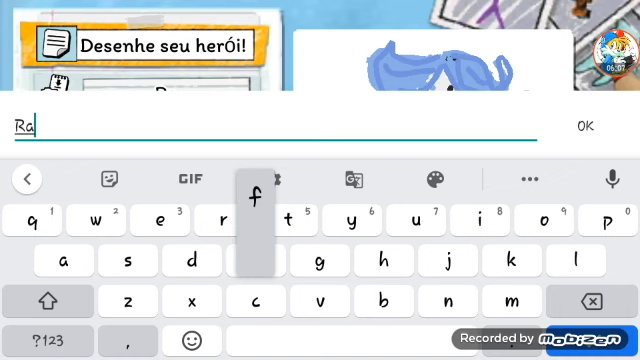 Desenhe seu herói!
06:07
Ra
OK
GIF
f
q 1 w 2 e 3 r t 5 y 6 u 7 i 8 o 9 p 0
a s d g h j k l
z x c v b n m
?123 , .
Recorded by mobizen